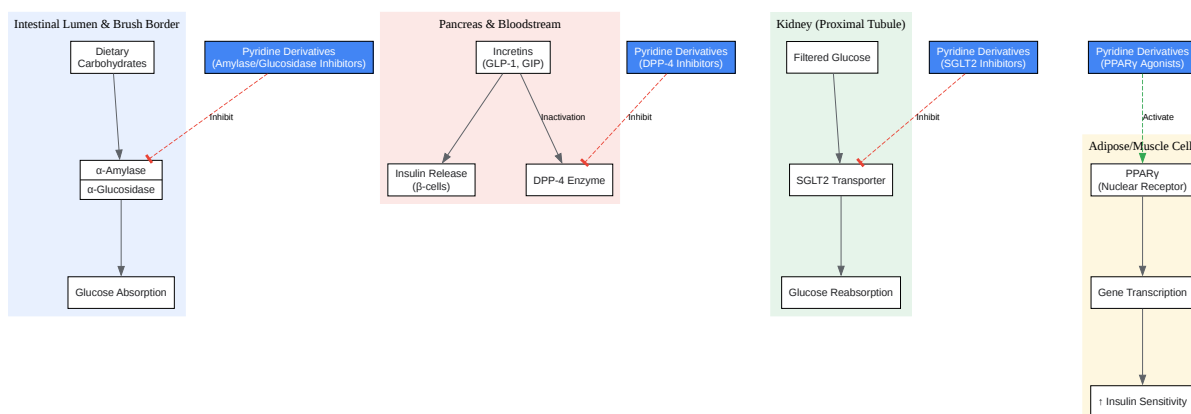 Intestinal Lumen & Brush Border
Dietary
Carbohydrates
Pyridine Derivatives
(Amylase/Glucosidase Inhibitors)
Inhibit
α-Amylase
α-Glucosidase
Glucose Absorption
Pancreas & Bloodstream
Incretins
(GLP-1, GIP)
Pyridine Derivatives
(DPP-4 Inhibitors)
Inactivation
Inhibit
Insulin Release
(β-cells)
DPP-4 Enzyme
Kidney (Proximal Tubule)
Filtered Glucose
Pyridine Derivatives
(SGLT2 Inhibitors)
Inhibit
SGLT2 Transporter
Glucose Reabsorption
Pyridine Derivatives
(PPARγ Agonists)
Activate
Adipose/Muscle Cell
PPARγ
(Nuclear Receptor)
Gene Transcription
↑ Insulin Sensitivity